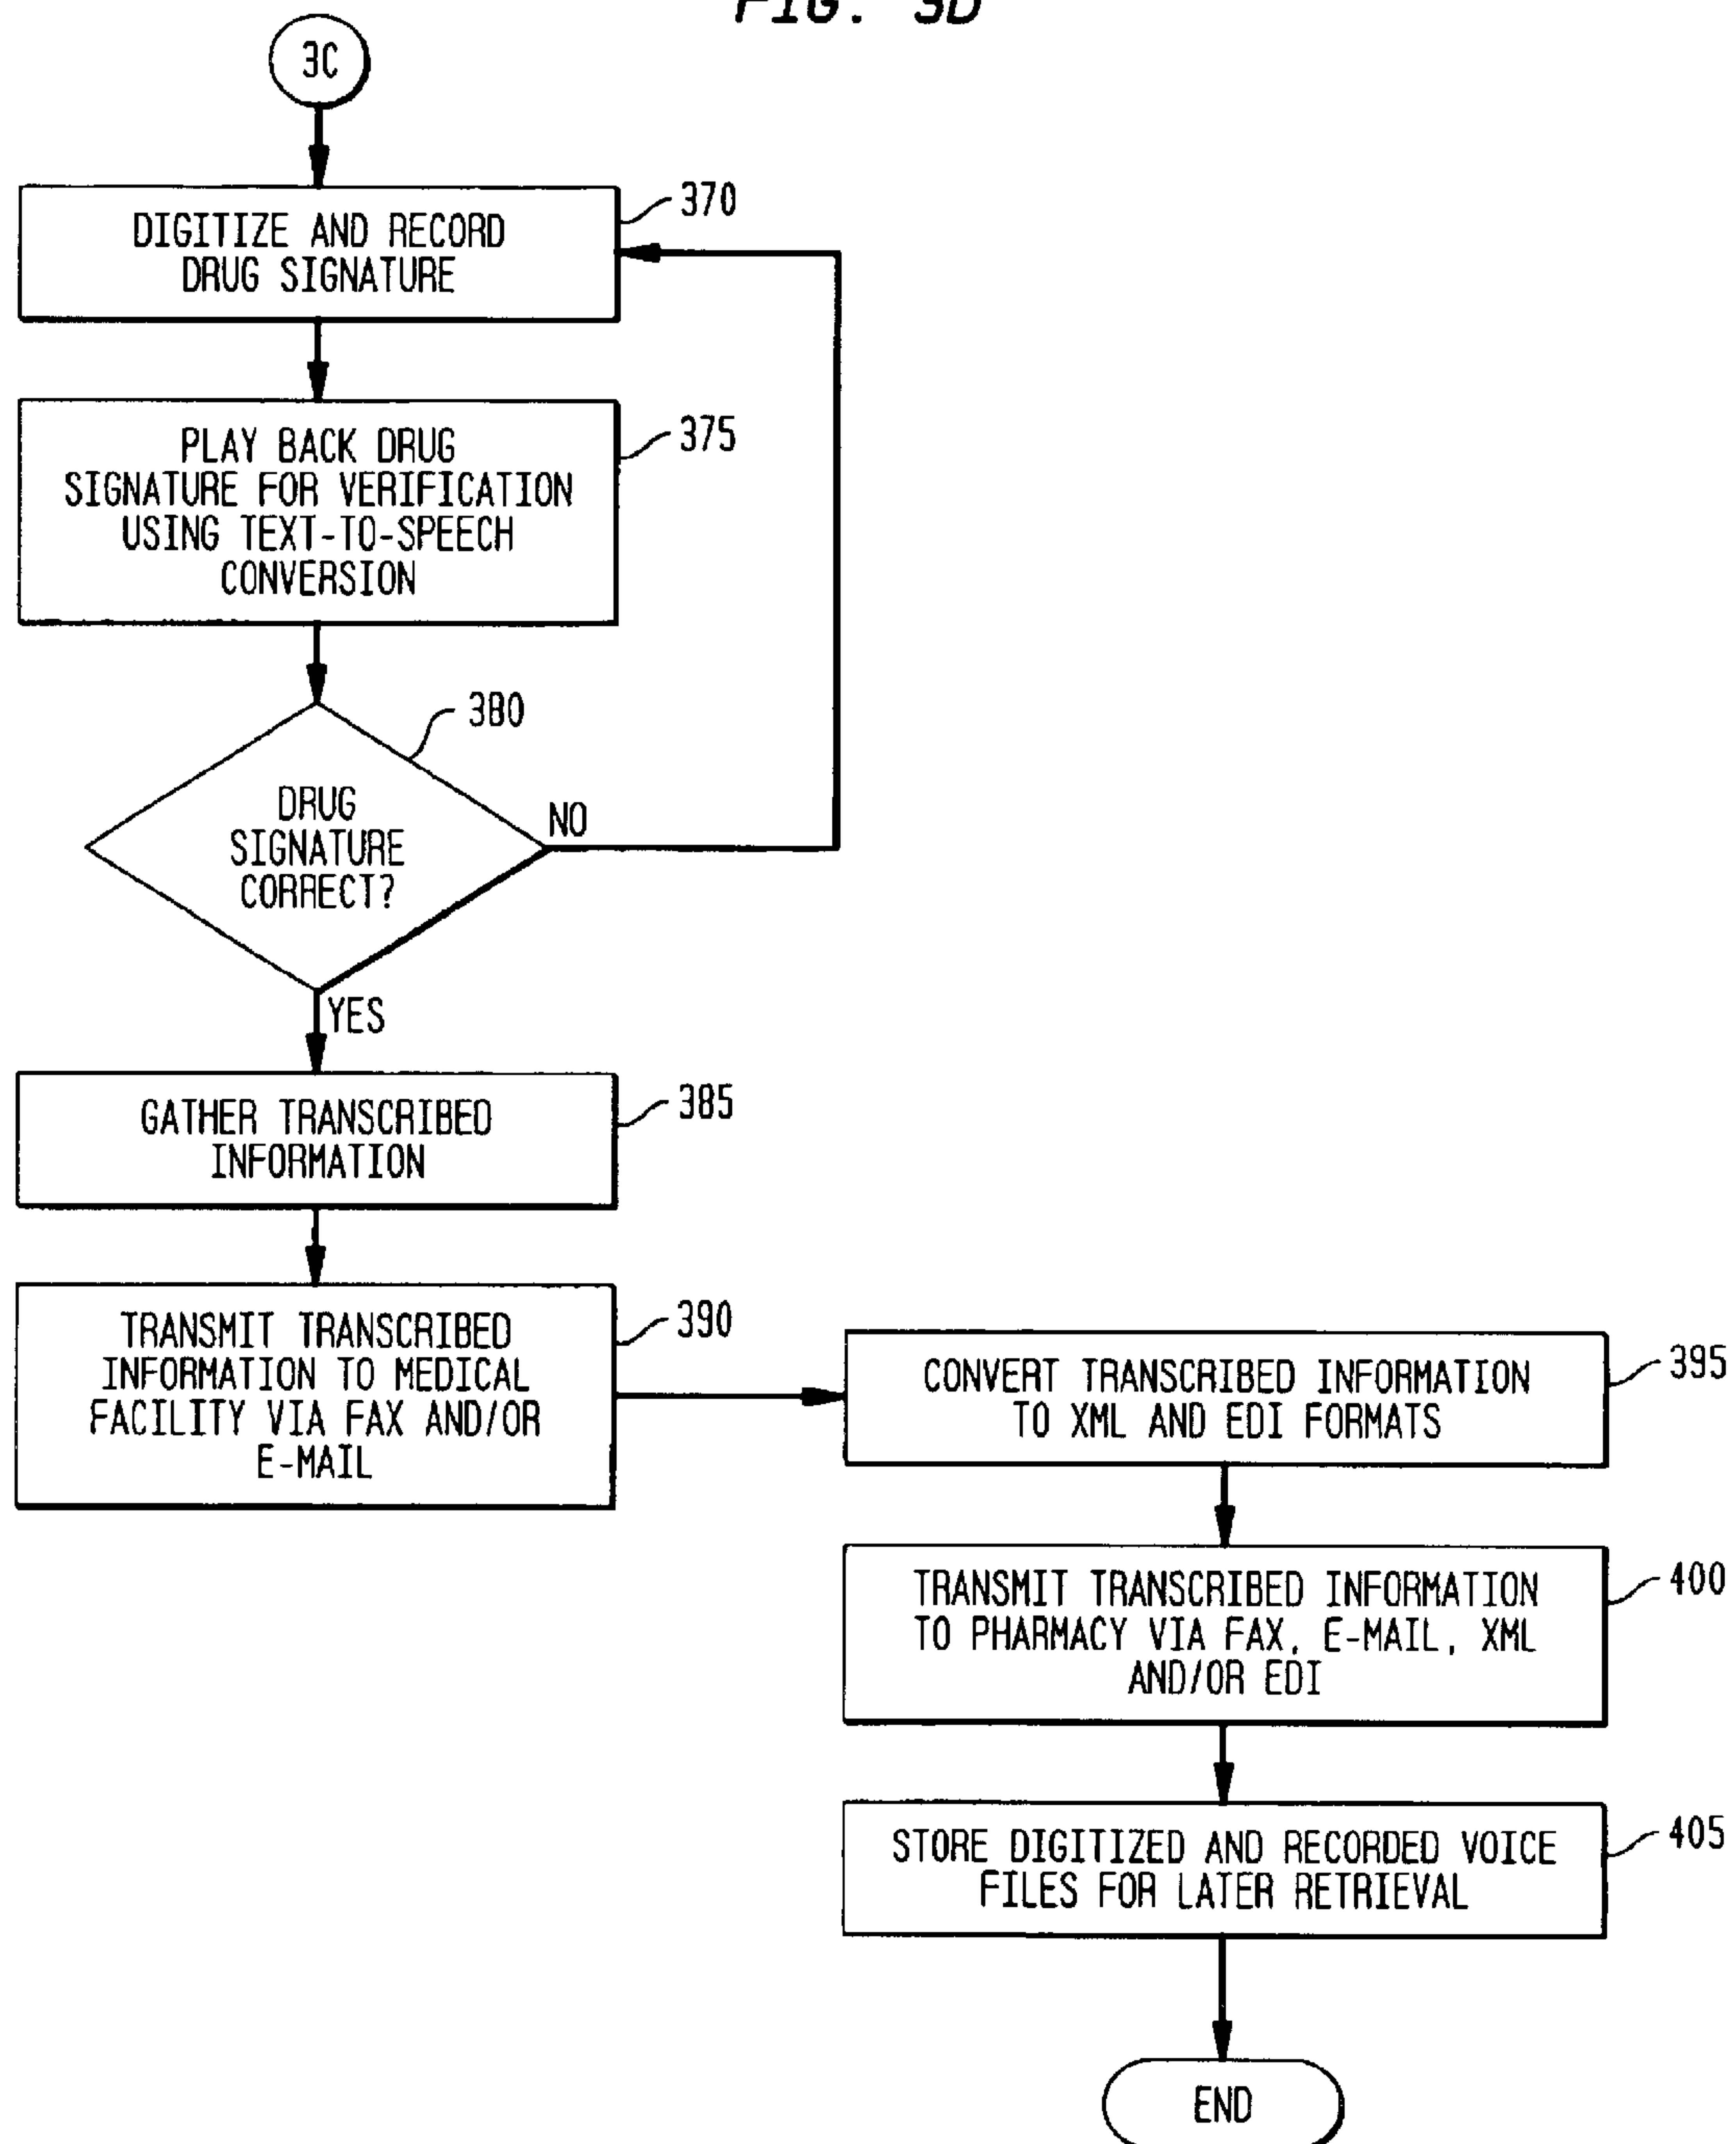 FIG. 3D
3C
370
DIGITIZE AND RECORD
DRUG SIGNATURE
375
PLAY BACK DRUG
SIGNATURE FOR VERIFICATION
USING TEXT-TO-SPEECH
CONVERSION
380
DRUG
SIGNATURE
CORRECT?
NO
YES
385
GATHER TRANSCRIBED
INFORMATION
390
TRANSMIT TRANSCRIBED
INFORMATION TO MEDICAL
FACILITY VIA FAX AND/OR
E-MAIL
395
CONVERT TRANSCRIBED INFORMATION
TO XML AND EDI FORMATS
400
TRANSMIT TRANSCRIBED INFORMATION
TO PHARMACY VIA FAX, E-MAIL, XML
AND/OR EDI
405
STORE DIGITIZED AND RECORDED VOICE
FILES FOR LATER RETRIEVAL
END